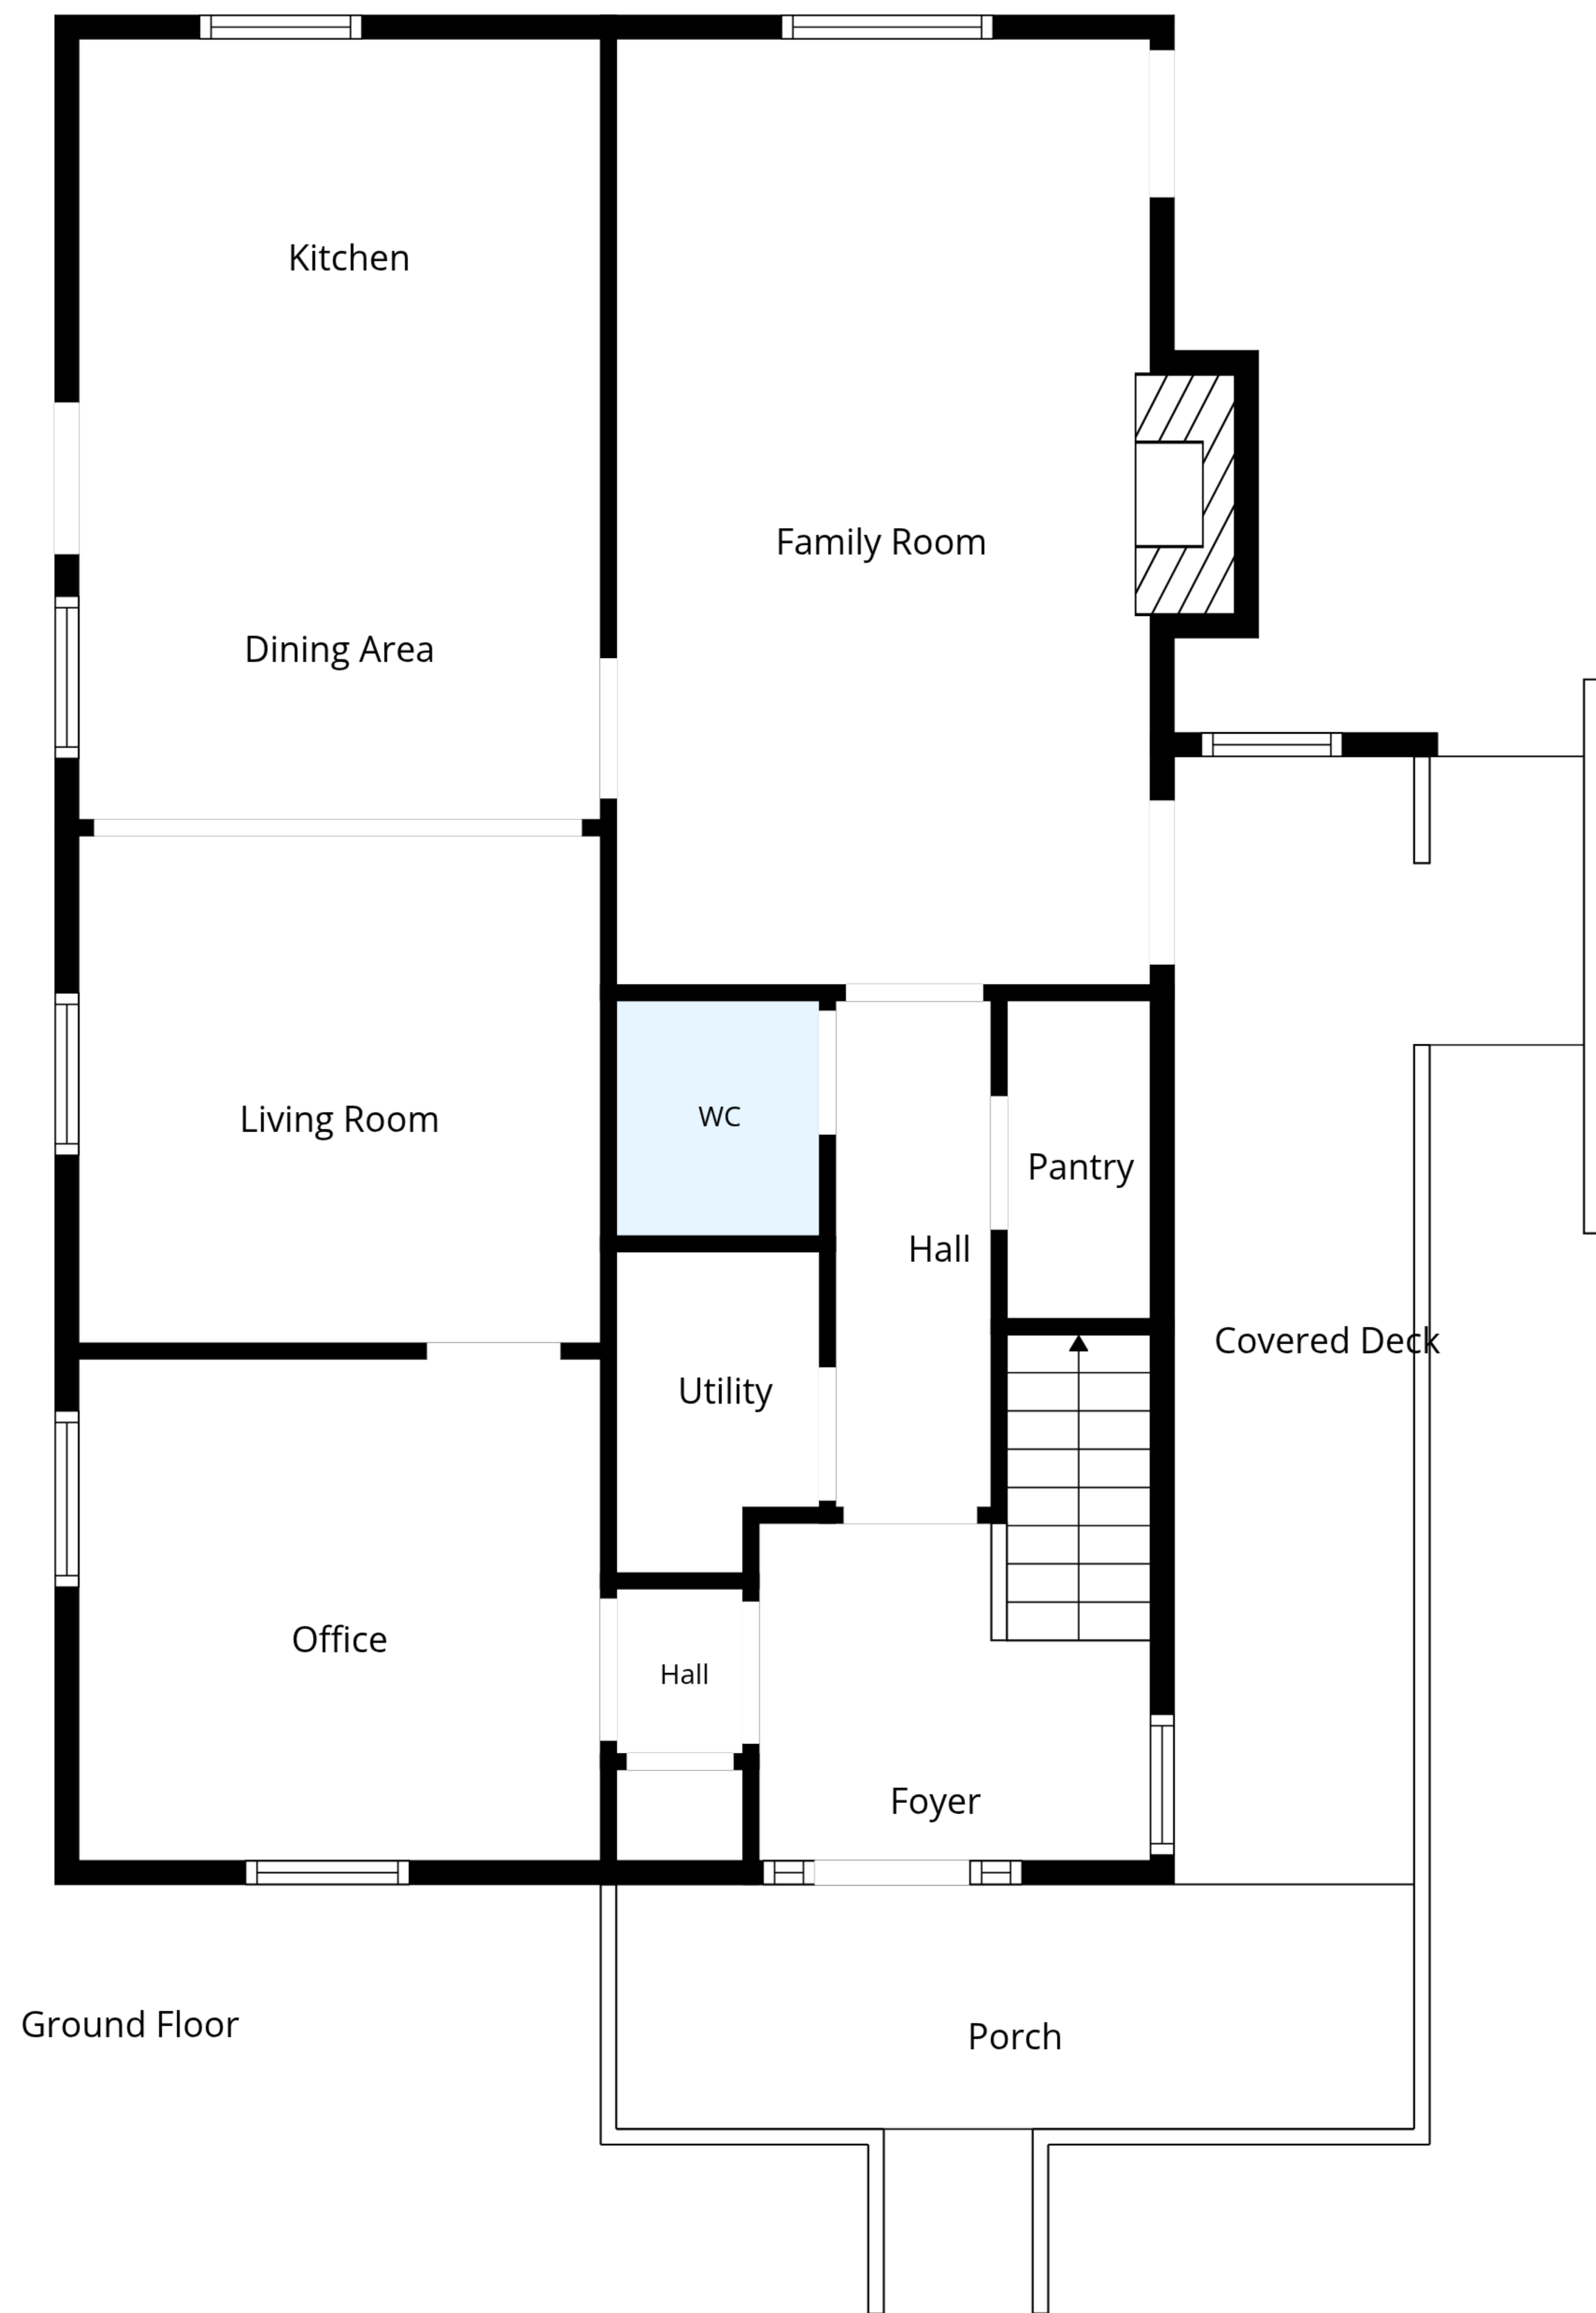 Kitchen
Family Room
Dining Area
WC
Living Room
Pantry
Hall
Covered Deck
Utility
Office
Hall
Foyer
Ground Floor
Porch